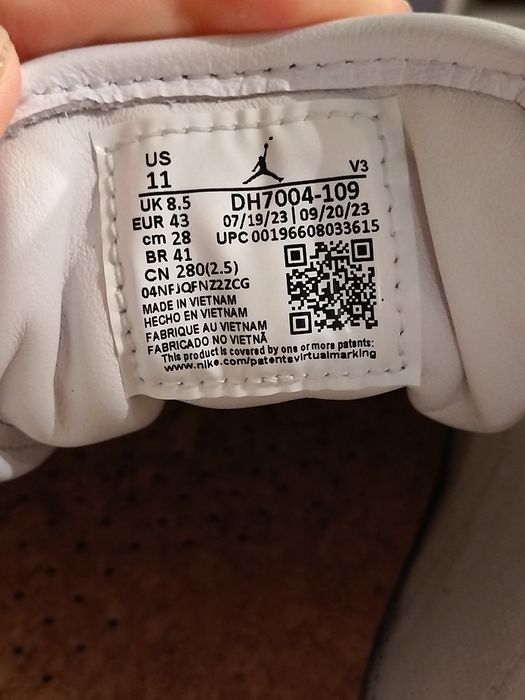 US
11
V3
UK 8.5
DH7004-109
EUR 43
07/19/23 | 09/20/23
cm 28
UPC 00196608033615
BR 41
CN 280(2.5)
04NFJQFNZ2ZCG
MADE IN VIETNAM
HECHO EN VIETNAM
FABRIQUE AU VIETNAM
FABRICADO NO VIETNÃ
This product is covered by one or more patents:
www.nike.com/patentsvirtualmarking